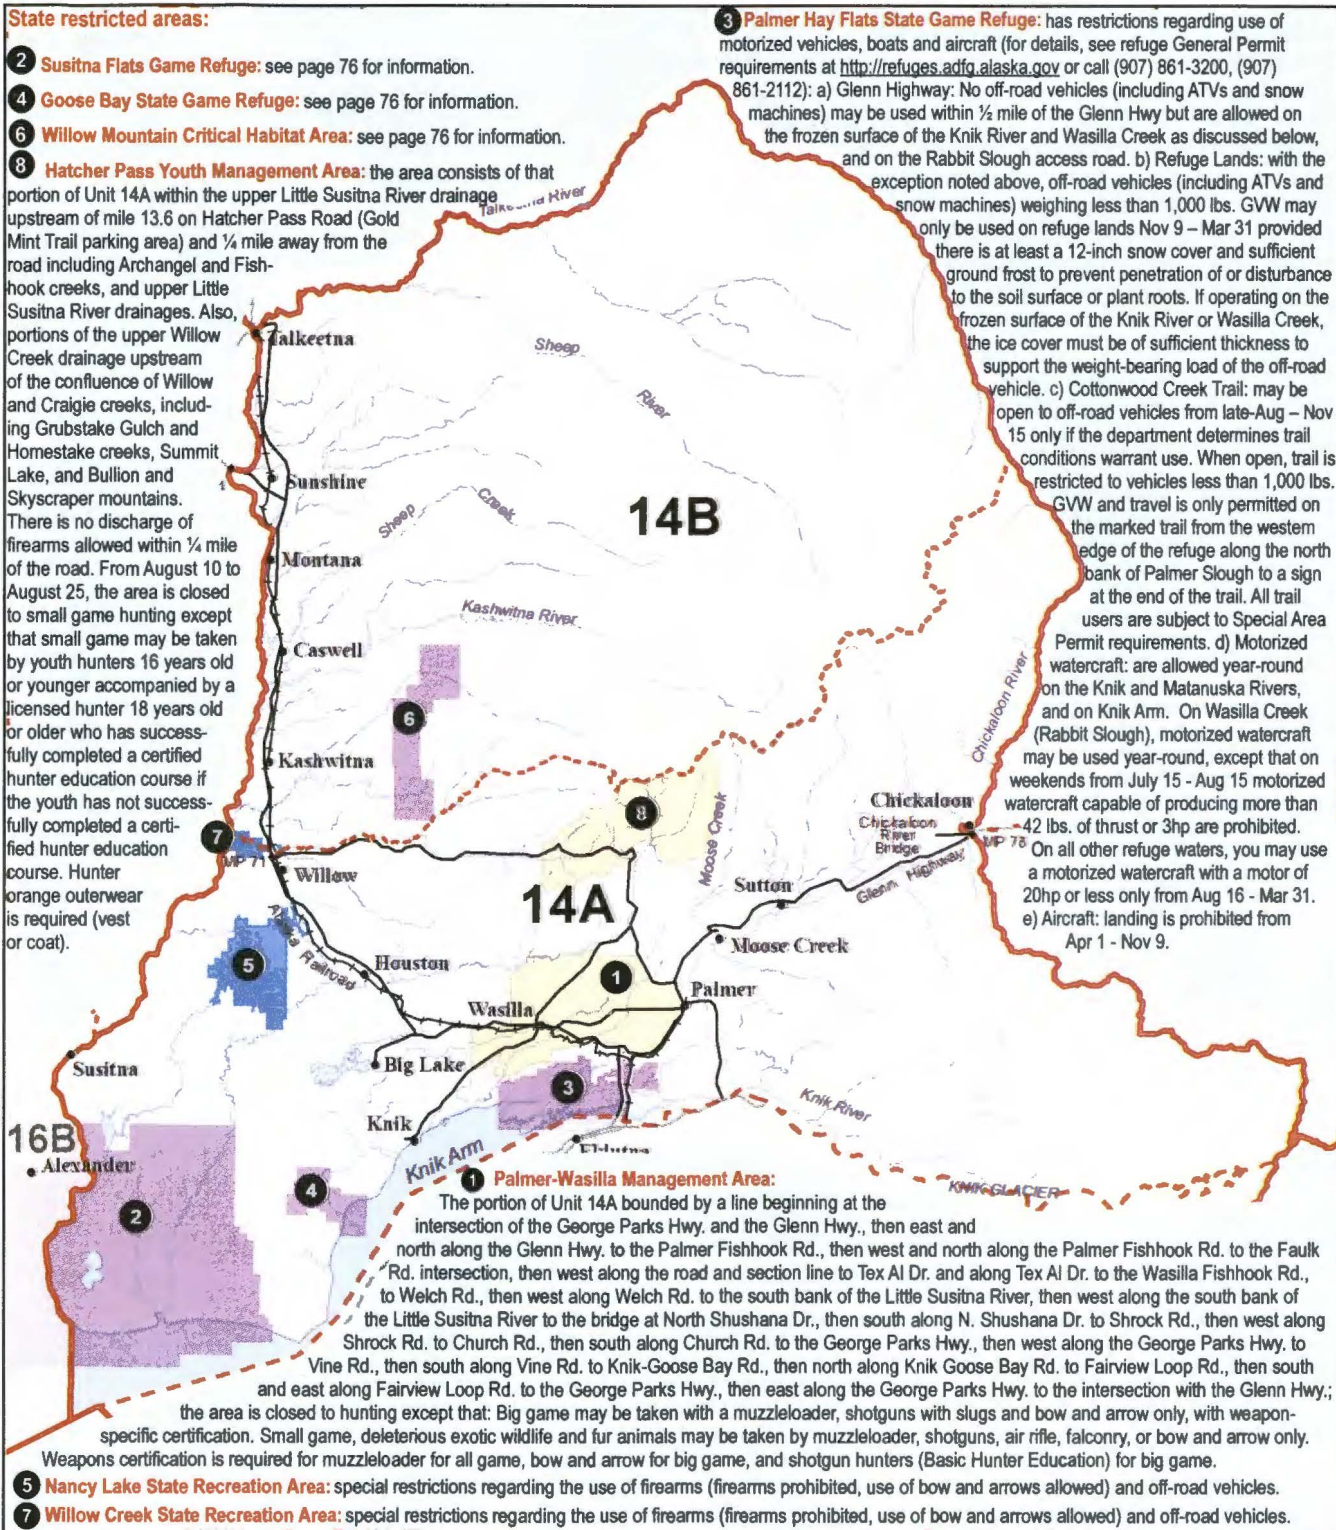 State restricted areas:
2 Susitna Flats Game Refuge: see page 76 for information.
4 Goose Bay State Game Refuge: see page 76 for information.
6 Willow Mountain Critical Habitat Area: see page 76 for information.
8 Hatcher Pass Youth Management Area: the area consists of that
portion of Unit 14A within the upper Little Susitna River drainage
upstream of mile 13.6 on Hatcher Pass Road (Gold
Mint Trail parking area) and ¼ mile away from the
road including Archangel and Fish-
hook creeks, and upper Little
Susitna River drainages. Also,
portions of the upper Willow
Creek drainage upstream
of the confluence of Willow
and Craigie creeks, includ-
ing Grubstake Gulch and
Homestake creeks, Summit
Lake, and Bullion and
Skyscraper mountains.
There is no discharge of
firearms allowed within ¼ mile
of the road. From August 10 to
August 25, the area is closed
to small game hunting except
that small game may be taken
by youth hunters 16 years old
or younger accompanied by a
licensed hunter 18 years old
or older who has success-
fully completed a certified
hunter education course if
the youth has not success-
fully completed a certi-
fied hunter education
course. Hunter
orange outerwear
is required (vest
or coat).
3 Palmer Hay Flats State Game Refuge: has restrictions regarding use of
motorized vehicles, boats and aircraft (for details, see refuge General Permit
requirements at http://refuges.adfg.alaska.gov or call (907) 861-3200, (907)
861-2112): a) Glenn Highway: No off-road vehicles (including ATVs and snow
machines) may be used within ½ mile of the Glenn Hwy but are allowed on
the frozen surface of the Knik River and Wasilla Creek as discussed below,
and on the Rabbit Slough access road. b) Refuge Lands: with the
exception noted above, off-road vehicles (including ATVs and
snow machines) weighing less than 1,000 lbs. GVW may
only be used on refuge lands Nov 9 – Mar 31 provided
there is at least a 12-inch snow cover and sufficient
ground frost to prevent penetration of or disturbance
to the soil surface or plant roots. If operating on the
frozen surface of the Knik River or Wasilla Creek,
the ice cover must be of sufficient thickness to
support the weight-bearing load of the off-road
vehicle. c) Cottonwood Creek Trail: may be
open to off-road vehicles from late-Aug – Nov
15 only if the department determines trail
conditions warrant use. When open, trail is
restricted to vehicles less than 1,000 lbs.
GVW and travel is only permitted on
the marked trail from the western
edge of the refuge along the north
bank of Palmer Slough to a sign
at the end of the trail. All trail
users are subject to Special Area
Permit requirements. d) Motorized
watercraft: are allowed year-round
on the Knik and Matanuska Rivers,
and on Knik Arm. On Wasilla Creek
(Rabbit Slough), motorized watercraft
may be used year-round, except that on
weekends from July 15 - Aug 15 motorized
watercraft capable of producing more than
42 lbs. of thrust or 3hp are prohibited.
On all other refuge waters, you may use
a motorized watercraft with a motor of
20hp or less only from Aug 16 - Mar 31.
e) Aircraft: landing is prohibited from
Apr 1 - Nov 9.
Talkeetna River
Talkeetna
Sheep River
Sunshine
14B
Sheep Creek
Montana
Kashwitna River
Caswell
6
Chickaloon River
Kashwitna
8
Moose Creek
Chickaloon
Chickaloon
River
Bridge
MP 78
7
MP 71
Willow
Glenn Highway
Sutton
14A
Alaska Railroad
Moose Creek
5
Houston
1
Wasilla
Palmer
Susitna
Big Lake
3
Knik River
Knik
16B
Knik Arm
Eklutna
Alexander
4
2
KNIK GLACIER
1 Palmer-Wasilla Management Area:
The portion of Unit 14A bounded by a line beginning at the
intersection of the George Parks Hwy. and the Glenn Hwy., then east and
north along the Glenn Hwy. to the Palmer Fishhook Rd., then west and north along the Palmer Fishhook Rd. to the Faulk
Rd. intersection, then west along the road and section line to Tex Al Dr. and along Tex Al Dr. to the Wasilla Fishhook Rd.,
to Welch Rd., then west along Welch Rd. to the south bank of the Little Susitna River, then west along the south bank of
the Little Susitna River to the bridge at North Shushana Dr., then south along N. Shushana Dr. to Shrock Rd., then west along
Shrock Rd. to Church Rd., then south along Church Rd. to the George Parks Hwy., then west along the George Parks Hwy. to
Vine Rd., then south along Vine Rd. to Knik-Goose Bay Rd., then north along Knik Goose Bay Rd. to Fairview Loop Rd., then south
and east along Fairview Loop Rd. to the George Parks Hwy., then east along the George Parks Hwy. to the intersection with the Glenn Hwy.;
the area is closed to hunting except that: Big game may be taken with a muzzleloader, shotguns with slugs and bow and arrow only, with weapon-
specific certification. Small game, deleterious exotic wildlife and fur animals may be taken by muzzleloader, shotguns, air rifle, falconry, or bow and arrow only.
Weapons certification is required for muzzleloader for all game, bow and arrow for big game, and shotgun hunters (Basic Hunter Education) for big game.
5 Nancy Lake State Recreation Area: special restrictions regarding the use of firearms (firearms prohibited, use of bow and arrows allowed) and off-road vehicles.
7 Willow Creek State Recreation Area: special restrictions regarding the use of firearms (firearms prohibited, use of bow and arrows allowed) and off-road vehicles.